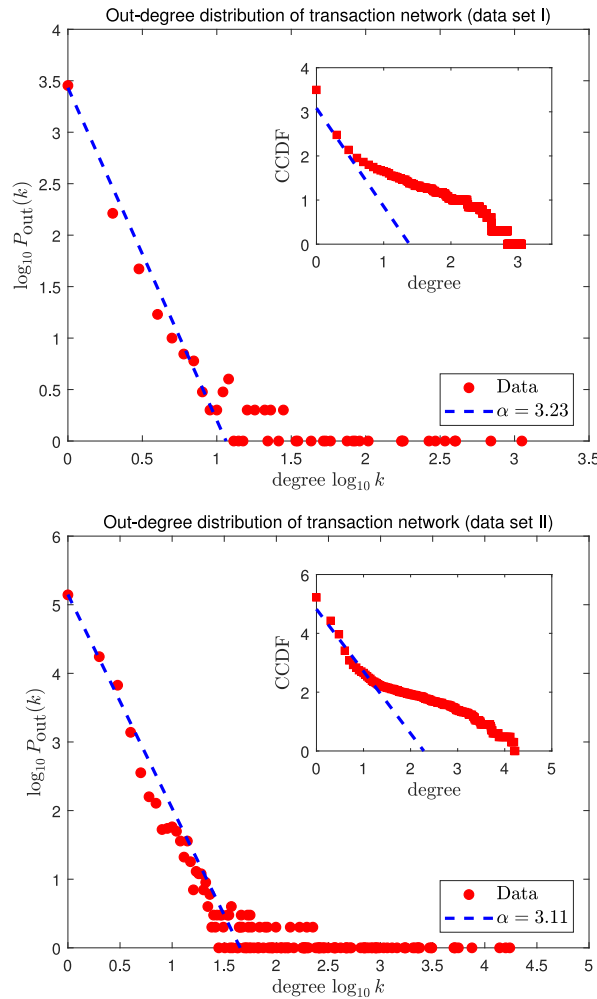 Out-degree distribution of transaction network (data set I)
4
3.5
3
2.5
2
1.5
1
0.5
0
log₁₀ P_out(k)
0 0.5 1 1.5 2 2.5 3 3.5
degree log₁₀ k
4
3
2
1
0
CCDF
0 1 2 3
degree
Data
α = 3.23
Out-degree distribution of transaction network (data set II)
6
5
4
3
2
1
0
log₁₀ P_out(k)
0 0.5 1 1.5 2 2.5 3 3.5 4 4.5 5
degree log₁₀ k
6
4
2
0
CCDF
0 1 2 3 4 5
degree
Data
α = 3.11